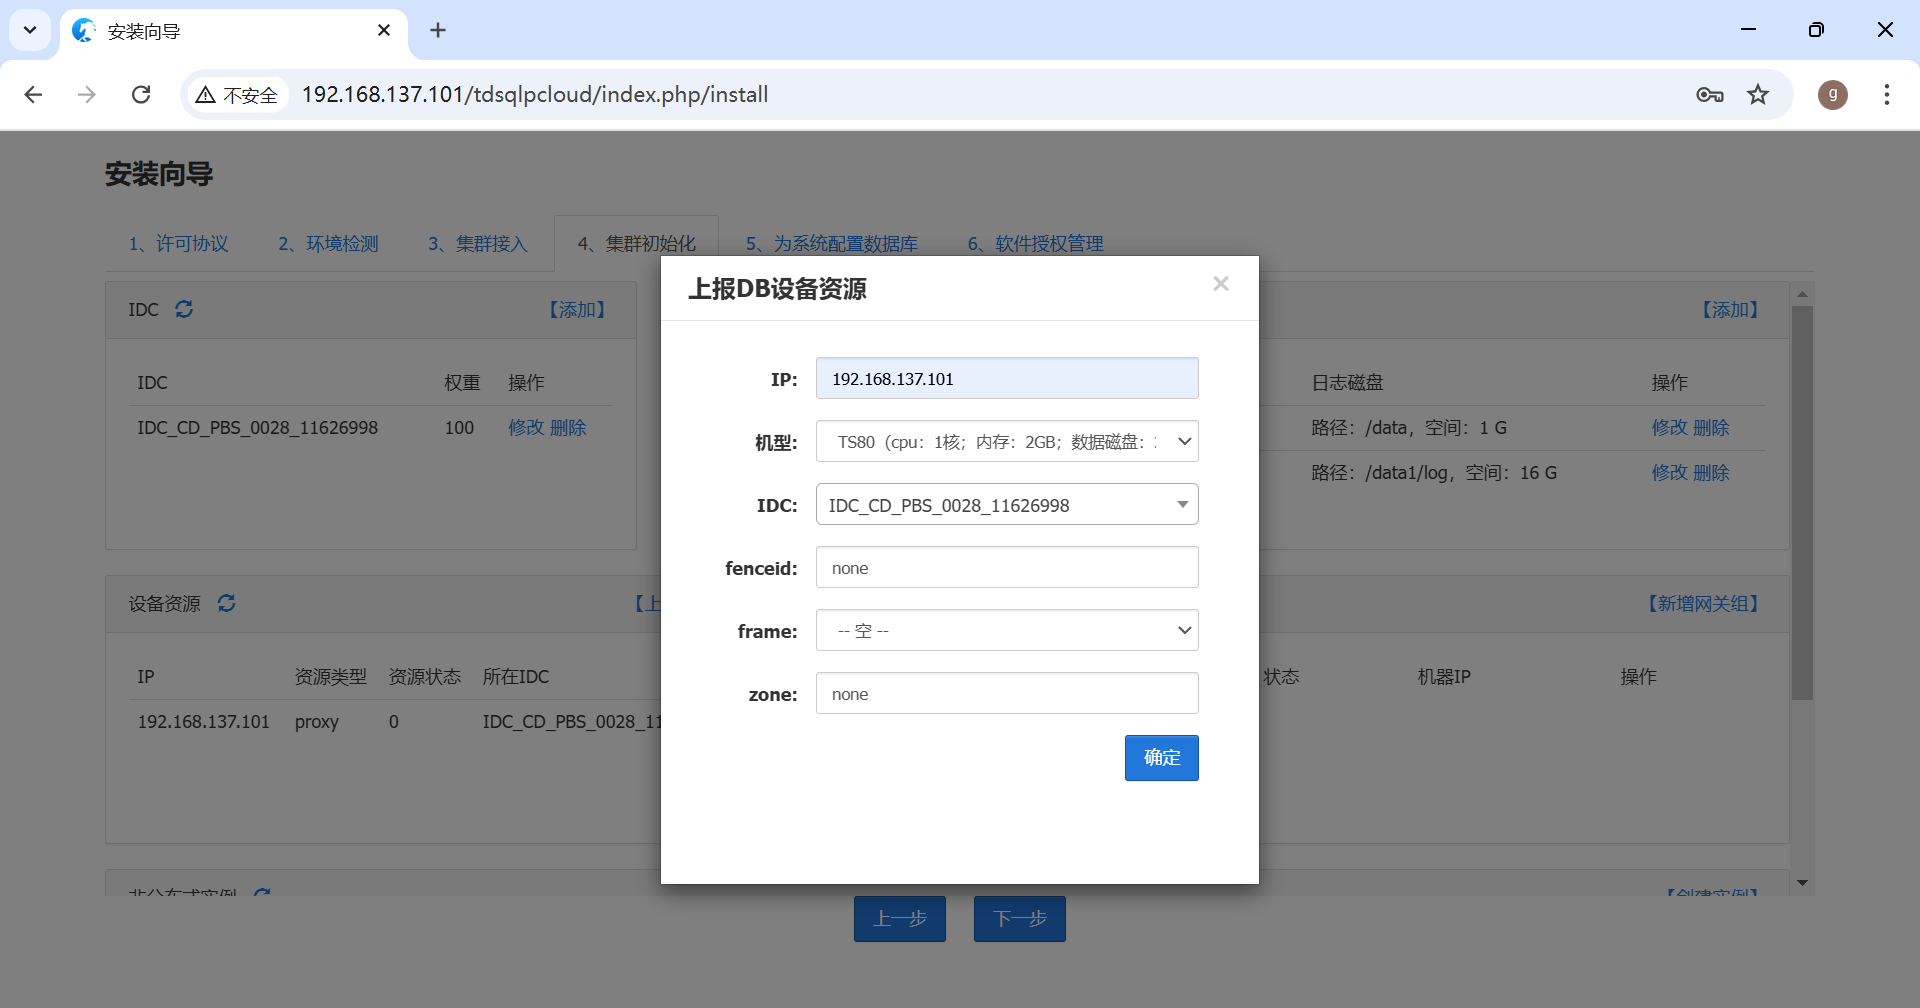 安装向导
不安全
192.168.137.101/tdsqlpcloud/index.php/install
g
安装向导
1、许可协议
2、环境检测
3、集群接入
4、集群初始化
5、为系统配置数据库
6、软件授权管理
IDC
【添加】
IDC 权重 操作
IDC_CD_PBS_0028_11626998 100 修改 删除
【添加】
日志磁盘 操作
路径：/data，空间：1 G 修改 删除
路径：/data1/log，空间：16 G 修改 删除
设备资源
【上
IP 资源类型 资源状态 所在IDC
192.168.137.101 proxy 0 IDC_CD_PBS_0028_11
【新增网关组】
状态 机器IP 操作
非分布式实例
【创建实例】
上报DB设备资源
×
IP: 192.168.137.101
机型: TS80（cpu：1核；内存：2GB；数据磁盘：
IDC: IDC_CD_PBS_0028_11626998
fenceid: none
frame: -- 空 --
zone: none
确定
上一步
下一步